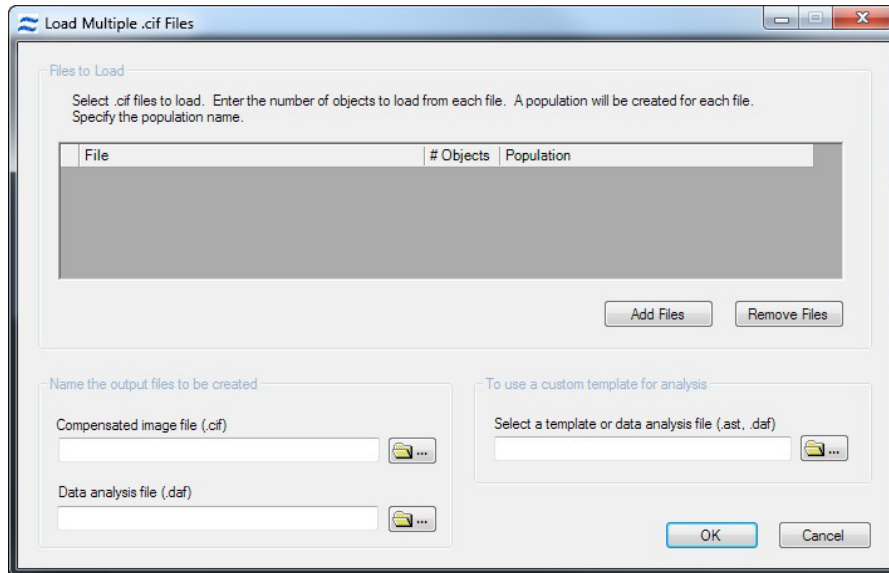 Load Multiple .cif Files
Files to Load
Select .cif files to load.  Enter the number of objects to load from each file.  A population will be created for each file.
Specify the population name.
File # Objects Population
Add Files Remove Files
Name the output files to be created
Compensated image file (.cif)
...
Data analysis file (.daf)
...
To use a custom template for analysis
Select a template or data analysis file (.ast, .daf)
...
OK Cancel